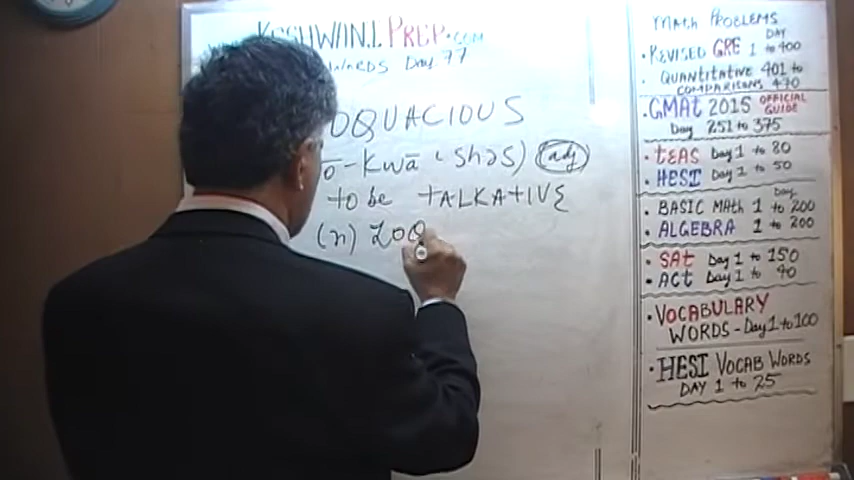 KESHWANI PREP.com
WORDS Day 77
OQUACIOUS
ō-Kwā ʹshəs) (adj)
to be TALKATIVE
(n) LOQ
MATH PROBLEMS
DAY
• REVISED GRE 1 to 400
• QUANTITATIVE 401 to
COMPARISONS 470
• GMAT 2015 OFFICIAL GUIDE
Day 251 to 375
• TEAS Day 1 to 80
• HESI Day 1 to 50
Day
• BASIC MATH 1 to 200
• ALGEBRA 1 to 200
• SAT Day 1 to 150
• ACT Day 1 to 40
• VOCABULARY
WORDS - Day 1 to 100
• HESI VOCAB WORDS
DAY 1 to 25